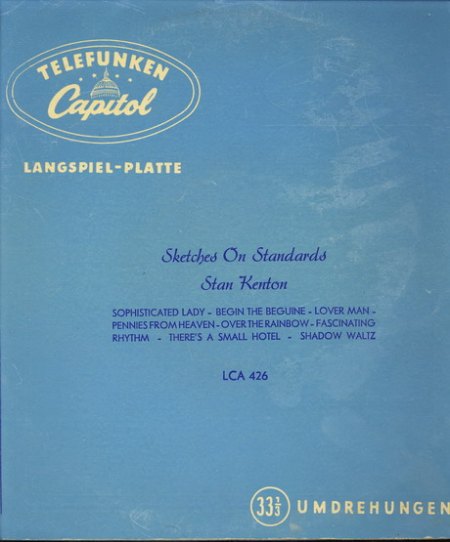 TELEFUNKEN
Capitol
LANGSPIEL-PLATTE
Sketches On Standards
Stan Kenton
SOPHISTICATED LADY - BEGIN THE BEGUINE - LOVER MAN -
PENNIES FROM HEAVEN - OVER THE RAINBOW - FASCINATING
RHYTHM - THERE'S A SMALL HOTEL - SHADOW WALTZ
LCA 426
33⅓ UMDREHUNGEN